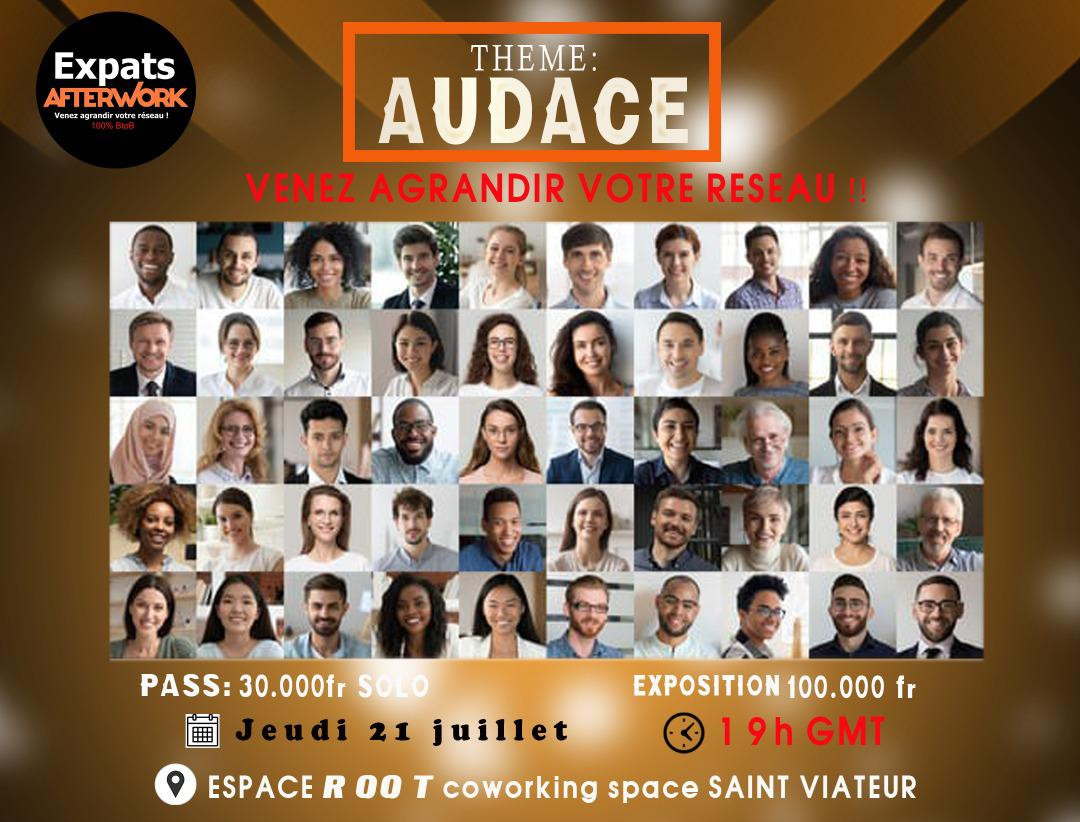 Expats
AFTERWORK
Venez agrandir votre réseau !
100% BtoB
THEME:
AUDACE
VENEZ AGRANDIR VOTRE RESEAU !!
PASS: 30.000fr SOLO
EXPOSITION 100.000 fr
Jeudi 21 juillet
19h GMT
ESPACE ROOT coworking space SAINT VIATEUR